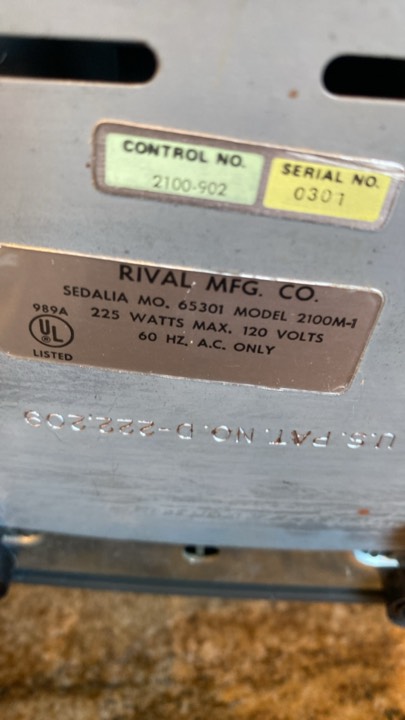 CONTROL NO.
2100-902
SERIAL NO.
0301
RIVAL MFG. CO.
SEDALIA MO. 65301 MODEL 2100M-1
225 WATTS MAX. 120 VOLTS
60 HZ. A.C. ONLY
989A
UL
LISTED
U.S. PAT. NO. D-222,209